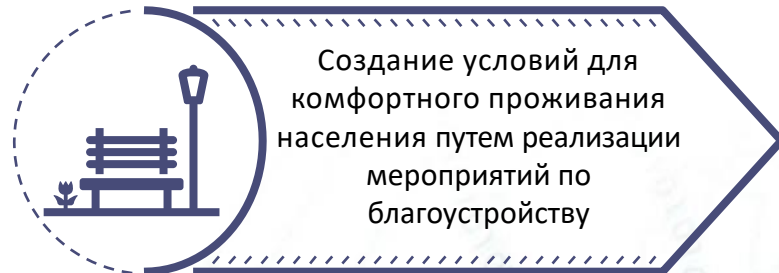 Создание условий для
комфортного проживания
населения путем реализации
мероприятий по
благоустройству